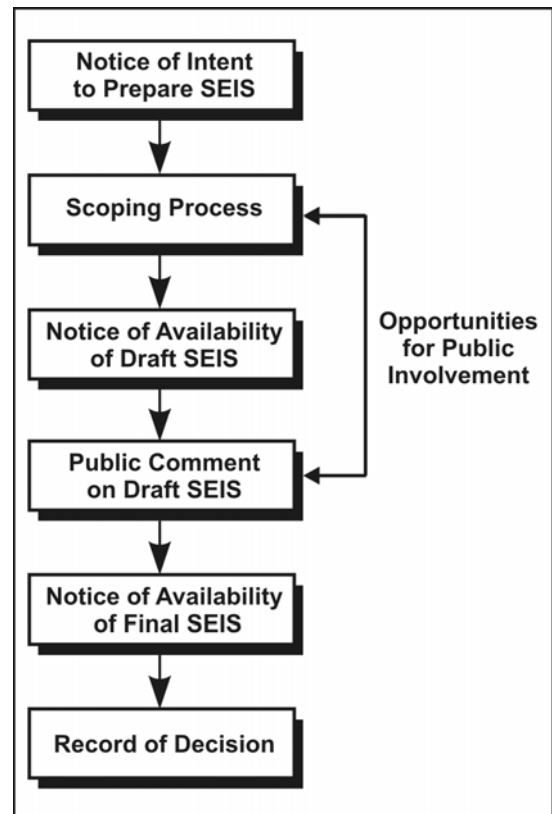 Notice of Intent
to Prepare SEIS
Scoping Process
Notice of Availability
of Draft SEIS
Opportunities
for Public
Involvement
Public Comment
on Draft SEIS
Notice of Availability
of Final SEIS
Record of Decision